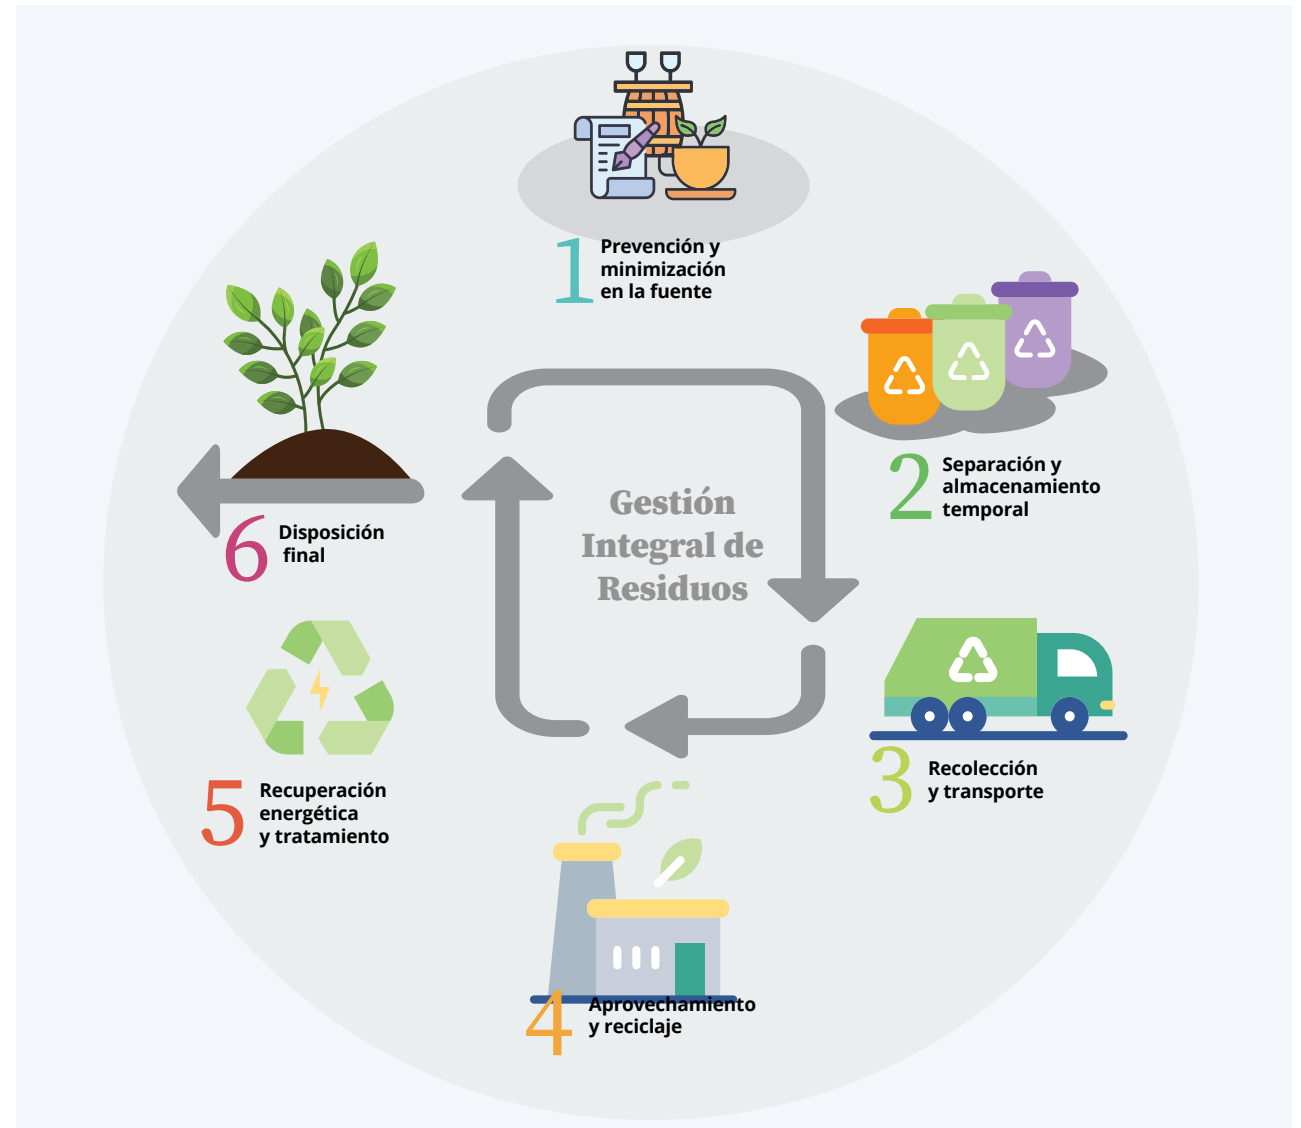 1
Prevención y
minimización
en la fuente
2
Separación y
almacenamiento
temporal
Gestión
Integral de
Residuos
3
Recolección
y transporte
4
Aprovechamiento
y reciclaje
5
Recuperación
energética
y tratamiento
6
Disposición
final